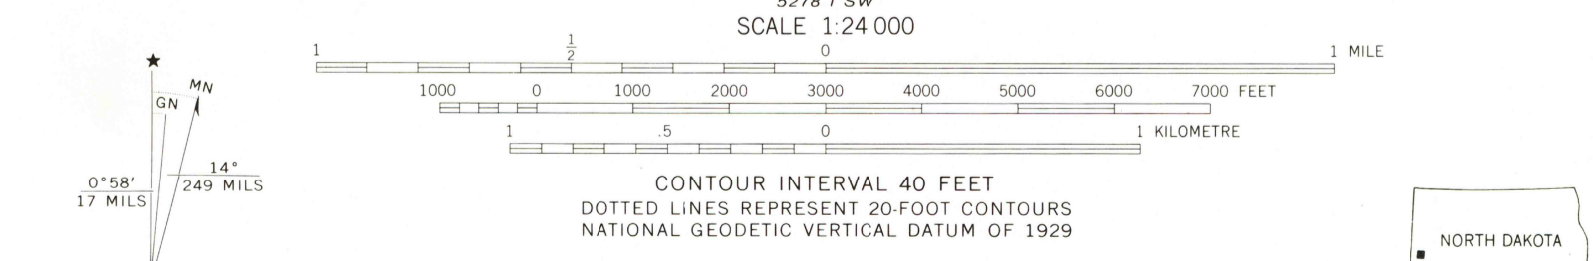 5278 I SW
SCALE 1:24 000
1 1/2 0 1 MILE
1000 0 1000 2000 3000 4000 5000 6000 7000 FEET
1 .5 0 1 KILOMETRE
CONTOUR INTERVAL 40 FEET
DOTTED LINES REPRESENT 20-FOOT CONTOURS
NATIONAL GEODETIC VERTICAL DATUM OF 1929
★
MN
GN
0°58'
17 MILS
14°
249 MILS
NORTH DAKOTA